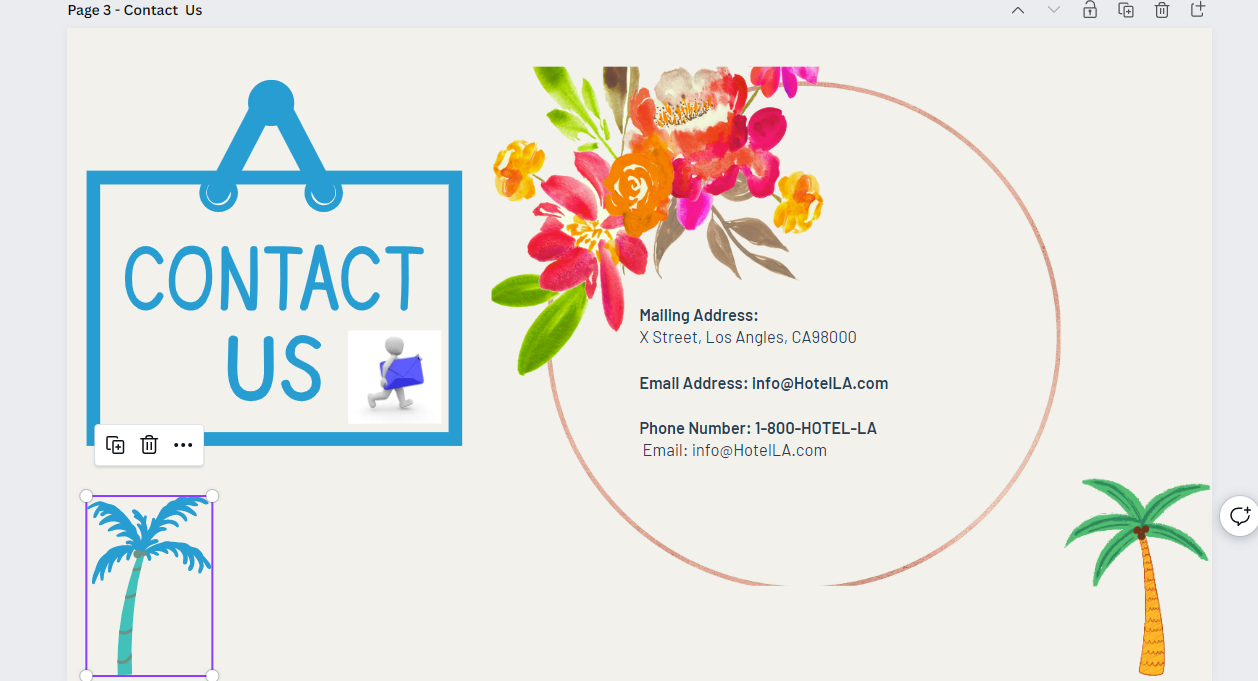 Page 3 - Contact Us
CONTACT
US
Mailing Address:
X Street, Los Angles, CA98000
Email Address: info@HotelLA.com
Phone Number: 1-800-HOTEL-LA
Email: info@HotelLA.com